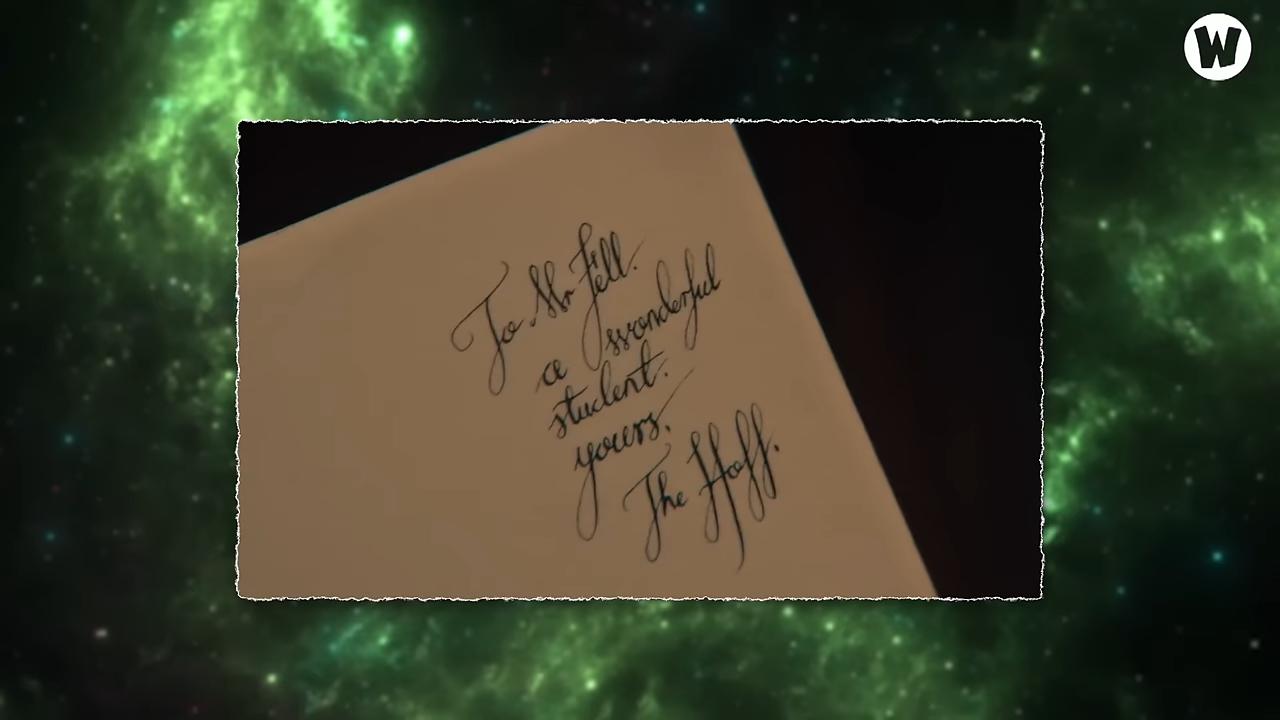 W
To Mr Fell.
a wonderful
student.
yours,
The Hoff.